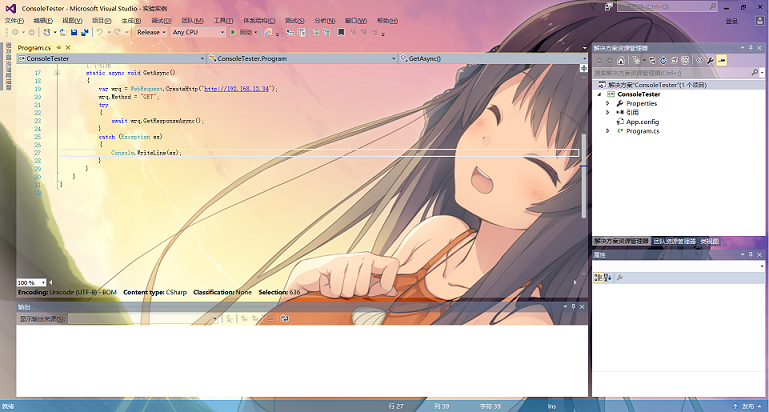 ConsoleTester - Microsoft Visual Studio - 实验实例
文件(F) 编辑(E) 视图(V) 项目(P) 生成(B) 调试(D) 团队(M) 工具(T) 体系结构(C) 测试(S) 分析(N) 窗口(W) 帮助(H)
登录
Release Any CPU 启动
Program.cs
ConsoleTester ConsoleTester.Program GetAsync()
1 个引用
17 static async void GetAsync()
18 {
19 var wrq = WebRequest.CreateHttp("http://192.168.12.34");
20 wrq.Method = "GET";
21 try
22 {
23 await wrq.GetResponseAsync();
24 }
25 catch (Exception ex)
26 {
27 Console.WriteLine(ex);
28 }
29 }
30 }
31 }
32
100 %
Encoding: Unicode (UTF-8) - BOM Content type: CSharp Classification: None Selection: 636
输出
显示输出来源(S):
解决方案资源管理器
搜索解决方案资源管理器(Ctrl+;)
解决方案"ConsoleTester"(1 个项目)
ConsoleTester
Properties
引用
App.config
Program.cs
解决方案资源管理器 团队资源管理器 类视图
属性
就绪 行 27 列 39 字符 39 Ins 发布